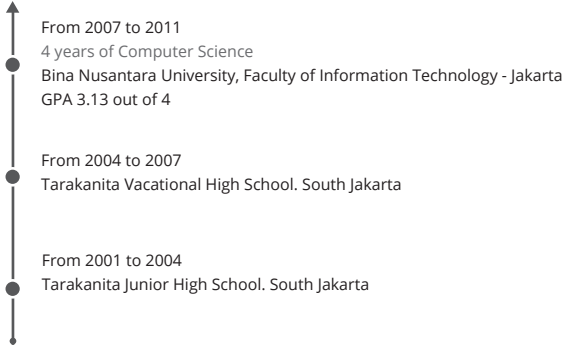 From 2007 to 2011
4 years of Computer Science
Bina Nusantara University, Faculty of Information Technology - Jakarta
GPA 3.13 out of 4
From 2004 to 2007
Tarakanita Vacational High School. South Jakarta
From 2001 to 2004
Tarakanita Junior High School. South Jakarta